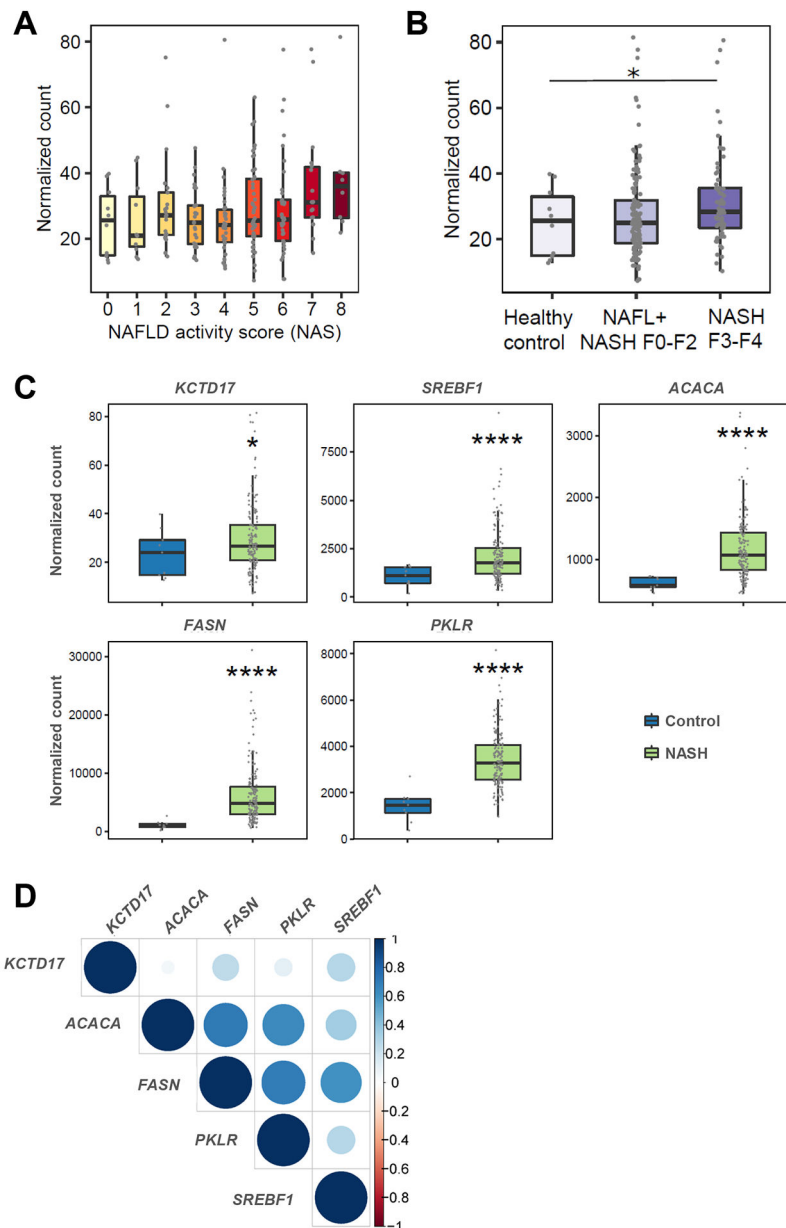 A
Normalized count
80
60
40
20
0 1 2 3 4 5 6 7 8
NAFLD activity score (NAS)
B
Normalized count
80
60
40
20
*
Healthy control
NAFL+ NASH F0-F2
NASH F3-F4
C
KCTD17
Normalized count
80
60
40
20
*
SREBF1
7500
5000
2500
0
****
ACACA
3000
2000
1000
****
FASN
Normalized count
30000
20000
10000
0
****
PKLR
8000
6000
4000
2000
0
****
Control
NASH
D
KCTD17 ACACA FASN PKLR SREBF1
KCTD17
ACACA
FASN
PKLR
SREBF1
1
0.8
0.6
0.4
0.2
0
-0.2
-0.4
-0.6
-0.8
-1